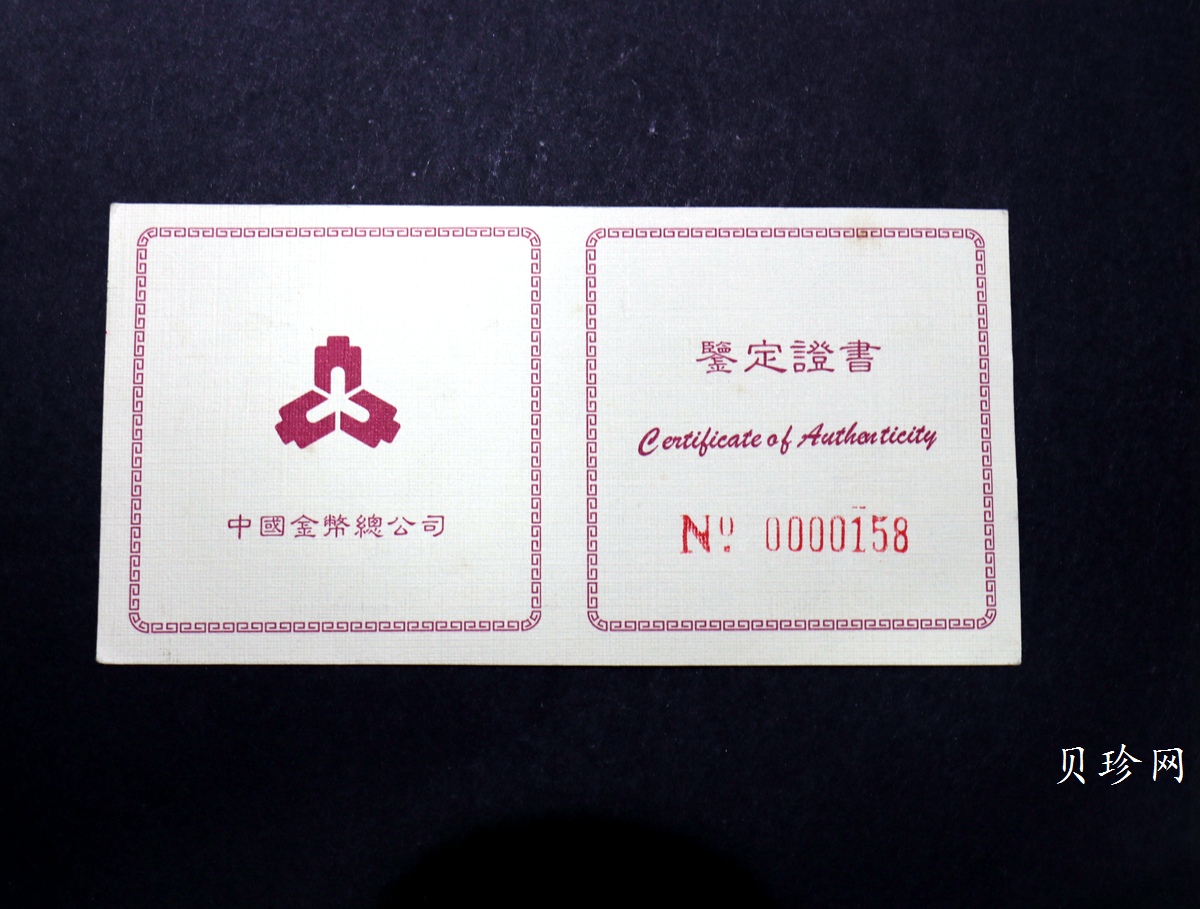 中國金幣總公司
鑒定證書
Certificate of Authenticity
Nº 0000158
贝珍网